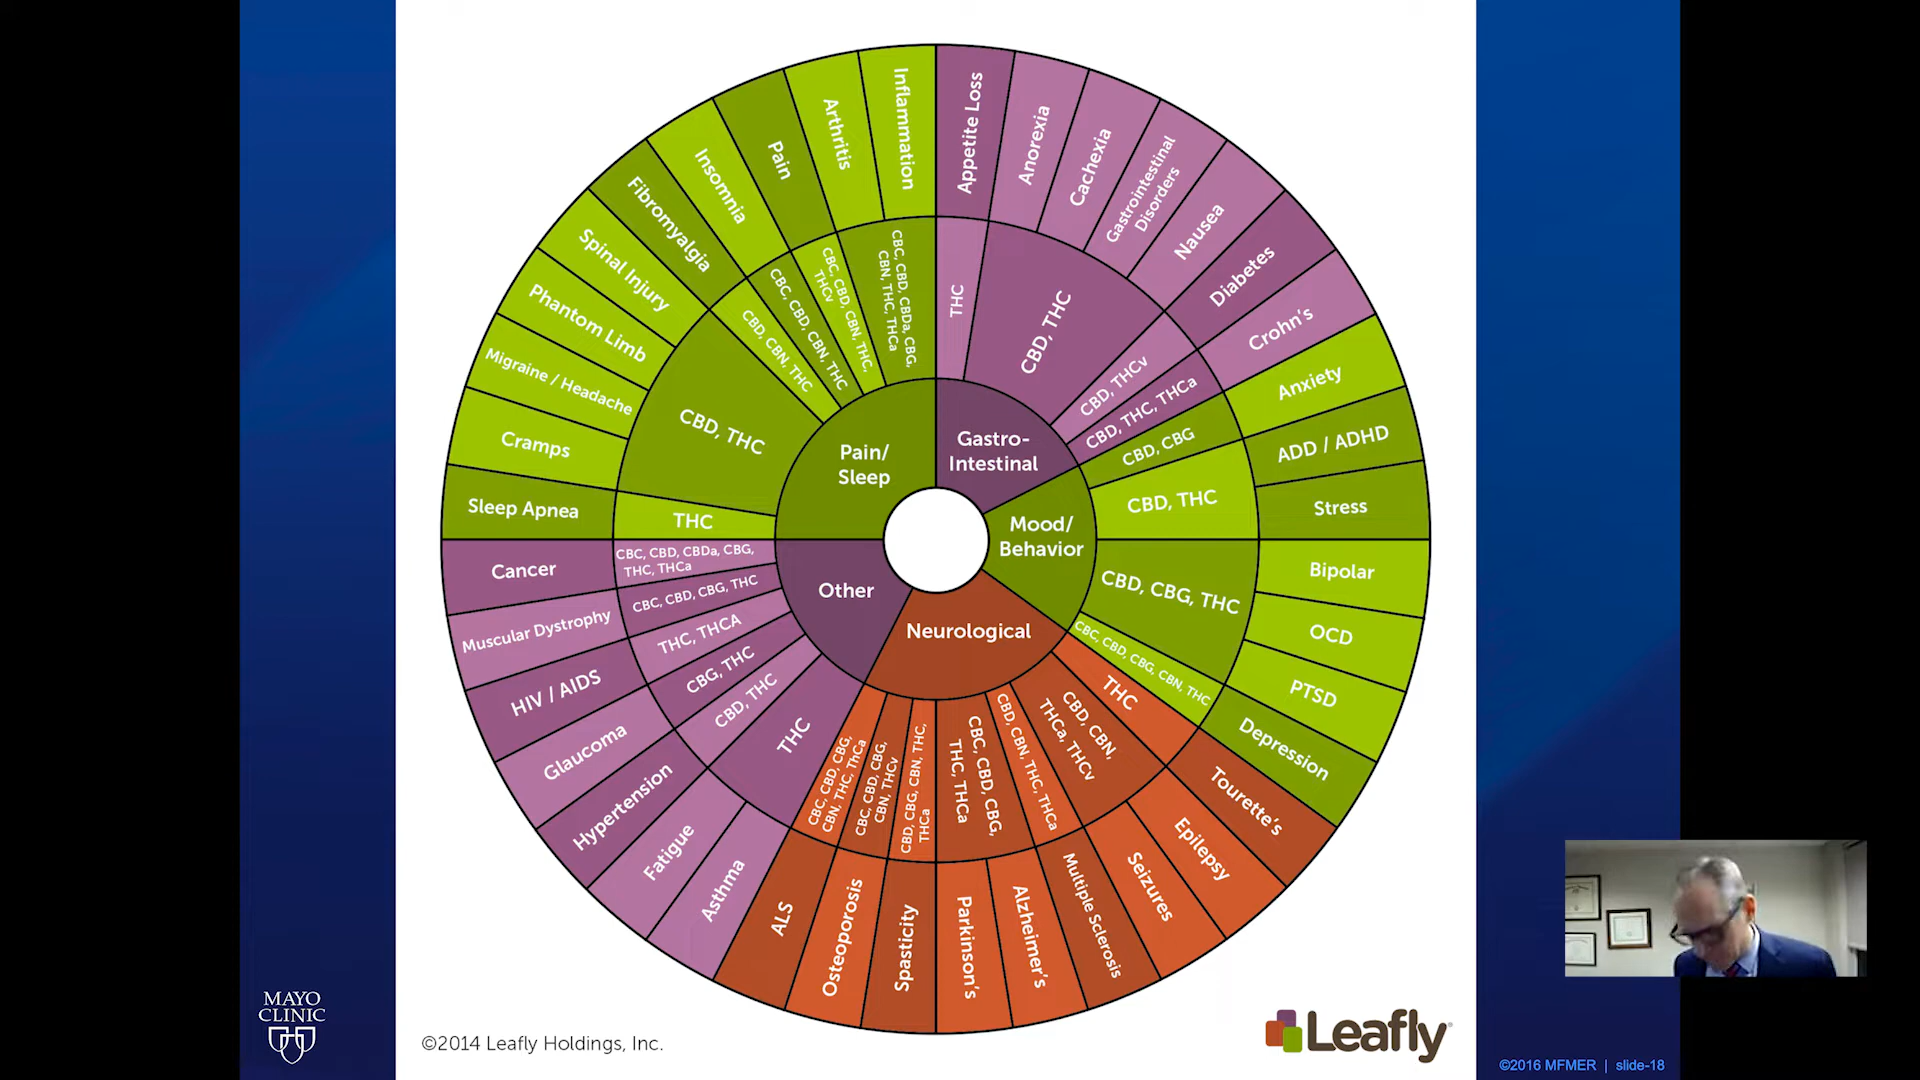 Appetite Loss
Anorexia
Cachexia
Gastrointestinal
Disorders
Nausea
Diabetes
Crohn's
Anxiety
ADD / ADHD
Stress
Bipolar
OCD
PTSD
Depression
Tourette's
Epilepsy
Seizures
Multiple Sclerosis
Alzheimer's
Parkinson's
Spasticity
Osteoporosis
ALS
Asthma
Fatigue
Hypertension
Glaucoma
HIV / AIDS
Muscular Dystrophy
Cancer
Sleep Apnea
Cramps
Migraine / Headache
Phantom Limb
Spinal Injury
Fibromyalgia
Insomnia
Pain
Arthritis
Inflammation
THC
CBD, THC
CBD, THCv
CBD, THC, THCa
CBD, CBG
CBD, THC
CBD, CBG, THC
CBC, CBD, CBG, CBN, THC
THC
CBD, CBN,
THCa, THCv
CBD, CBN, THC, THCa
CBC, CBD, CBG,
THC, THCa
CBD, CBG, CBN, THC,
THCa
CBC, CBD, CBG,
CBN, THCv
CBC, CBD, CBG,
CBN, THC, THCa
THC
CBD, THC
CBG, THC
THC, THCA
CBC, CBD, CBG, THC
CBC, CBD, CBDa, CBG,
THC, THCa
THC
CBD, THC
CBD, CBN, THC
CBC, CBD, CBN, THC
CBC, CBD, CBN, THC,
THCv
CBC, CBD, CBDa, CBG,
CBN, THC, THCa
Gastro-
Intestinal
Mood/
Behavior
Neurological
Other
Pain/
Sleep
MAYO
CLINIC
©2014 Leafly Holdings, Inc.
Leafly
©2016 MFMER | slide-18